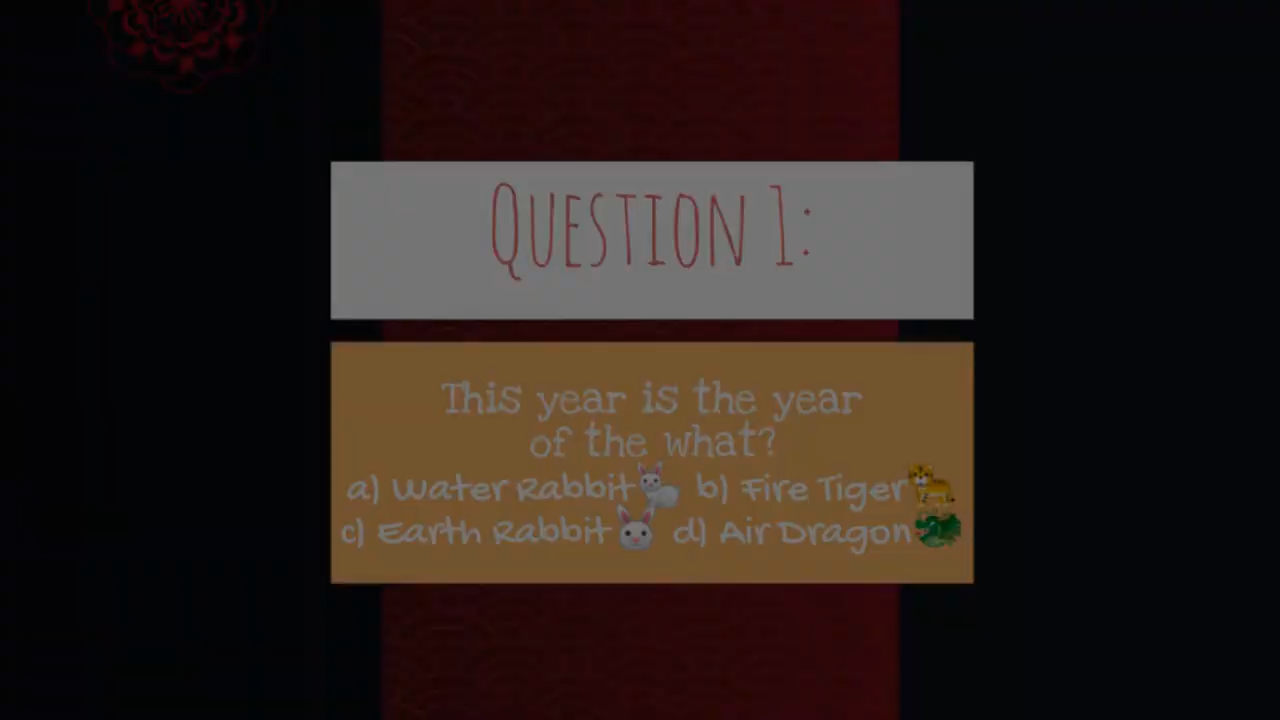 Question 1:
This year is the year
of the what?
a) Water Rabbit🐇 b) Fire Tiger🐅
c) Earth Rabbit🐰 d) Air Dragon🐉